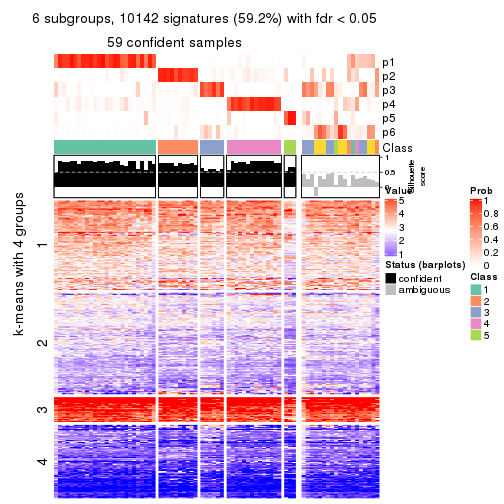 6 subgroups, 10142 signatures (59.2%) with fdr < 0.05
59 confident samples
p1
p2
p3
p4
p5
p6
Class
1
0.5
0
Silhouette
score
k-means with 4 groups
1
2
3
4
Value
5
4
3
2
1
Status (barplots)
confident
ambiguous
Prob
1
0.8
0.6
0.4
0.2
0
Class
1
2
3
4
5